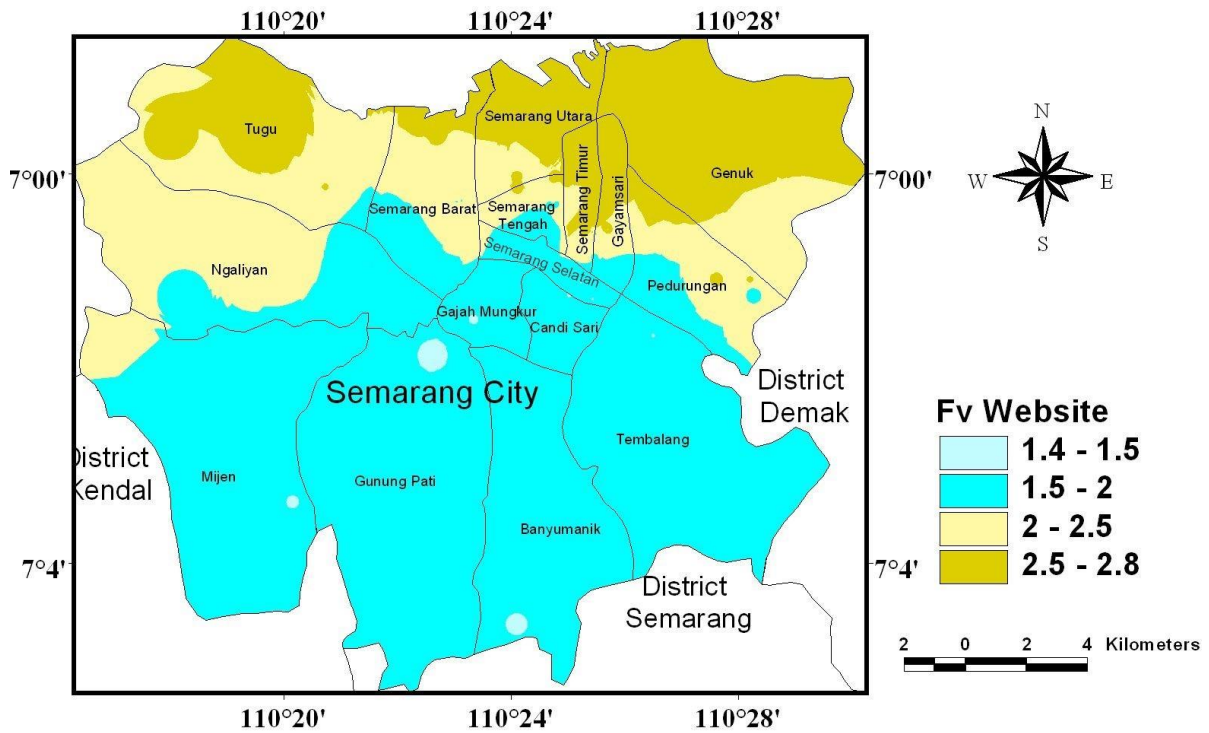 110°20' 110°24' 110°28'
Semarang Utara
Tugu
7°00' 7°00'
Genuk
Semarang Timur
Gayamsari
Semarang Barat
Semarang
Tengah
Semarang Selatan
Ngaliyan
Pedurungan
Gajah Mungkur
Candi Sari
Semarang City
District
Demak
Tembalang
District
Kendal
Mijen
Gunung Pati
Banyumanik
7°4' 7°4'
District
Semarang
110°20' 110°24' 110°28'
N
W E
S
Fv Website
1.4 - 1.5
1.5 - 2
2 - 2.5
2.5 - 2.8
2 0 2 4 Kilometers